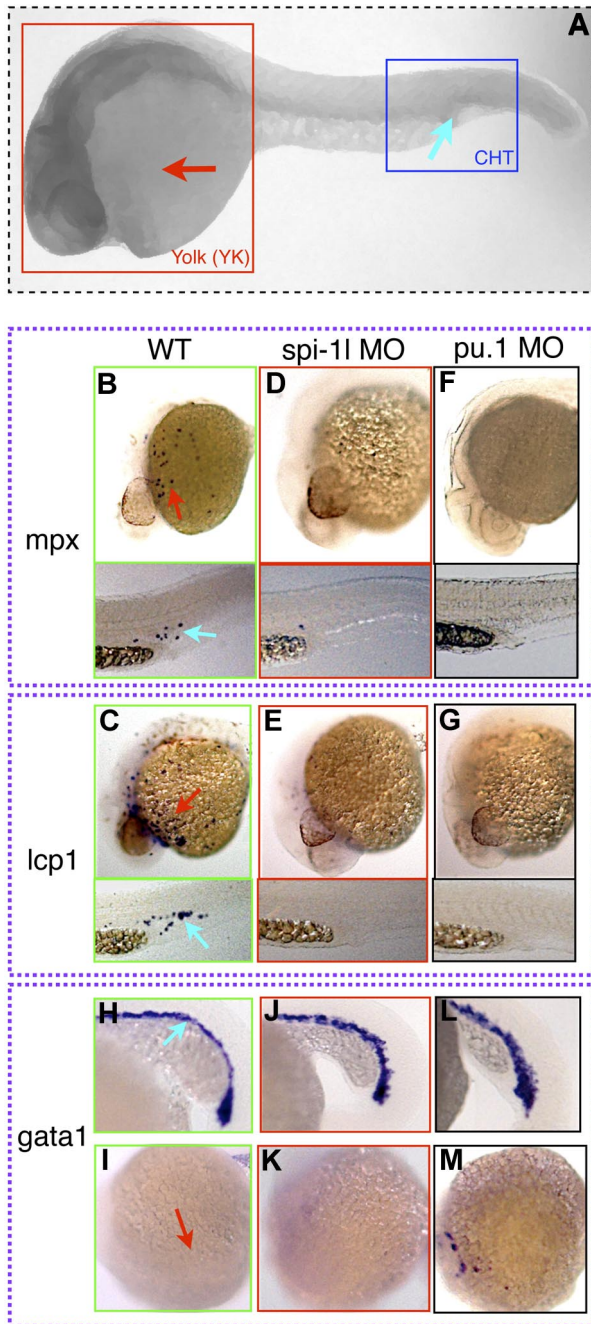 A
Yolk (YK)
CHT
WT spi-1l MO pu.1 MO
mpx
B D F
lcp1
C E G
gata1
H J L
I K M